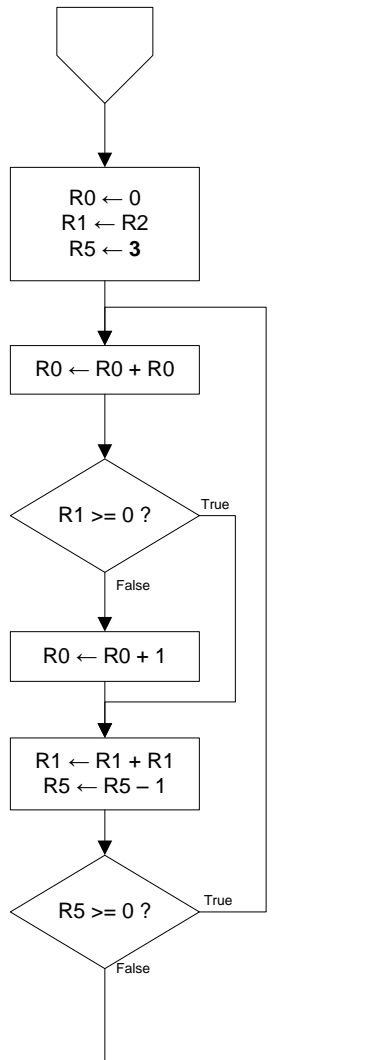 R0 ← 0
R1 ← R2
R5 ← 3
R0 ← R0 + R0
R1 >= 0 ?
True
False
R0 ← R0 + 1
R1 ← R1 + R1
R5 ← R5 – 1
R5 >= 0 ?
True
False